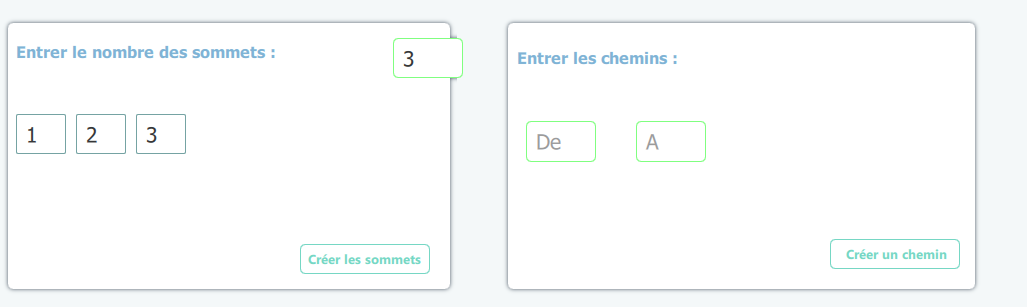 Entrer le nombre des sommets :
3
1 2 3
Créer les sommets
Entrer les chemins :
De A
Créer un chemin